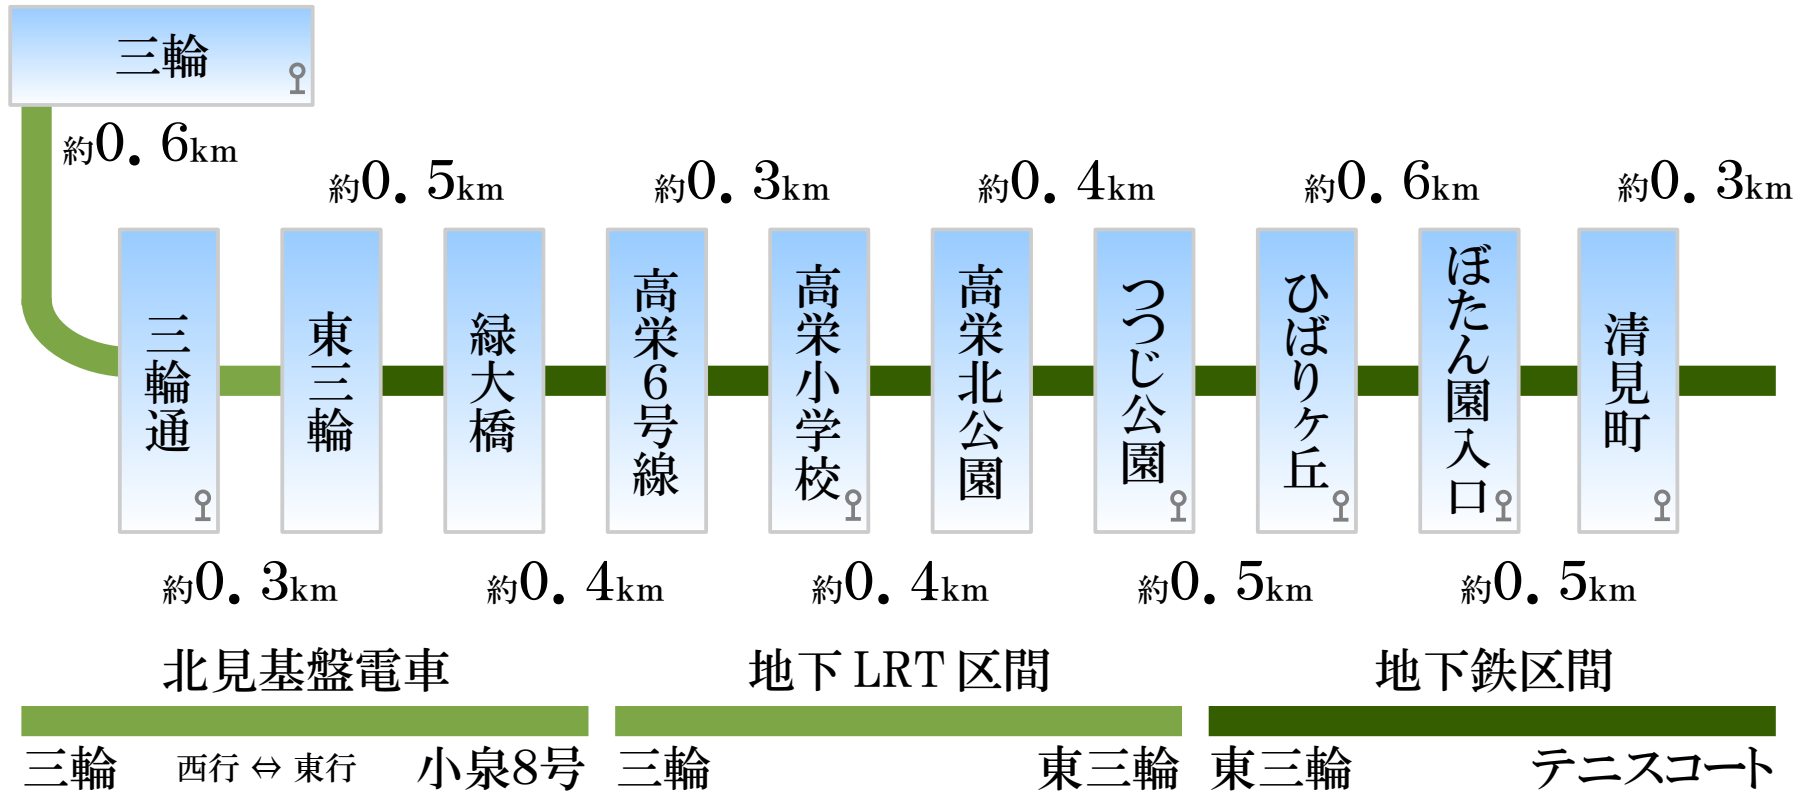 三輪
約0.6km
約0.5km
約0.3km
約0.4km
約0.6km
約0.3km
三輪通
東三輪
緑大橋
高栄6号線
高栄小学校
高栄北公園
つつじ公園
ひばりヶ丘
ぼたん園入口
清見町
約0.3km
約0.4km
約0.4km
約0.5km
約0.5km
北見基盤電車
地下LRT区間
地下鉄区間
三輪 西行⇔東行 小泉8号
三輪 東三輪
東三輪 テニスコート